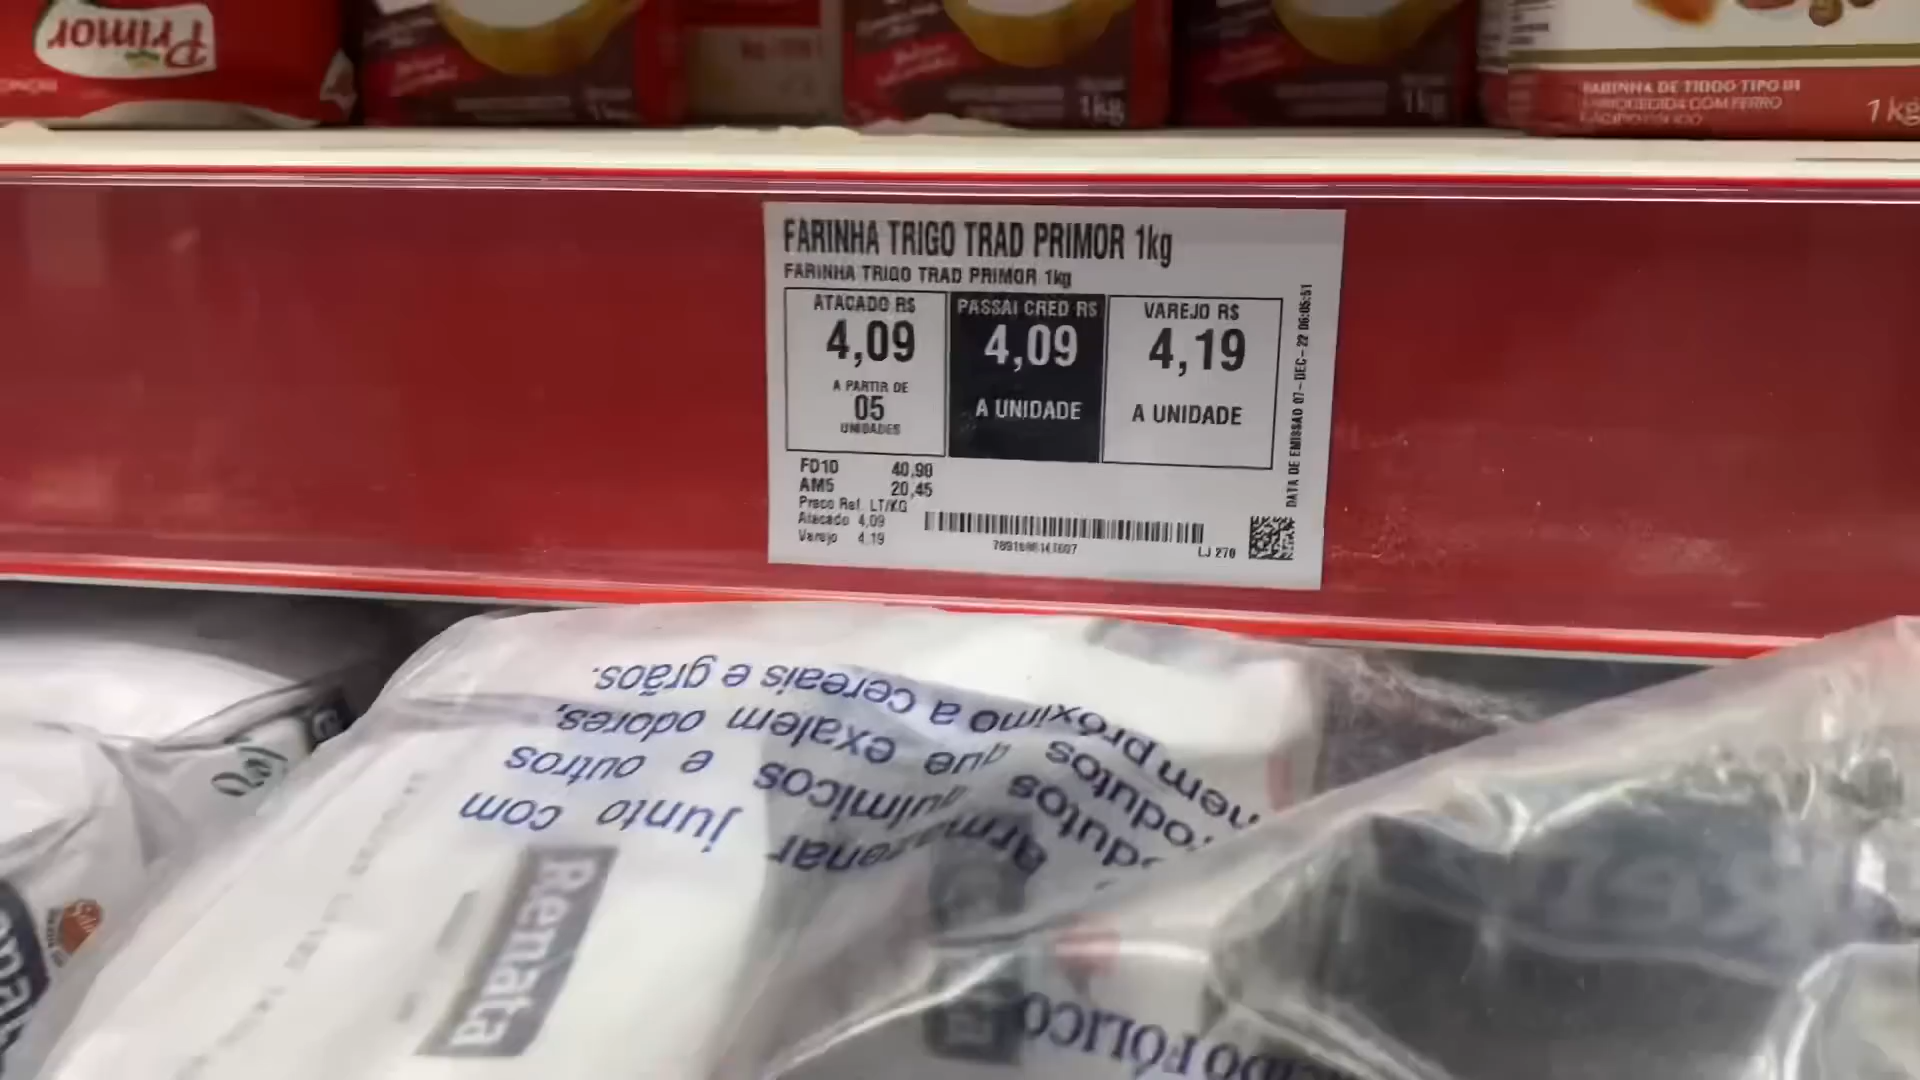 Primor
1kg
1kg
FARINHA DE TRIGO TIPO
ENRIQUECIDA COM FERRO
1kg
FARINHA TRIGO TRAD PRIMOR 1kg
FARINHA TRIGO TRAD PRIMOR 1kg
ATACADO R$
4,09
A PARTIR DE
05
UNIDADES
PASSAI CRED R$
4,09
A UNIDADE
VAREJO R$
4,19
A UNIDADE
DATA DE EMISSAO 07-DEC-22 06:05:51
FD10 40,90
AM5 20,45
Preco Ref. LT/KG
Atacado 4,09
Varejo 4,19
LJ 270
Armazenar junto com
químicos e outros
que exalem odores,
nem próximo a cereais e grãos.
Renata
FÓLICO